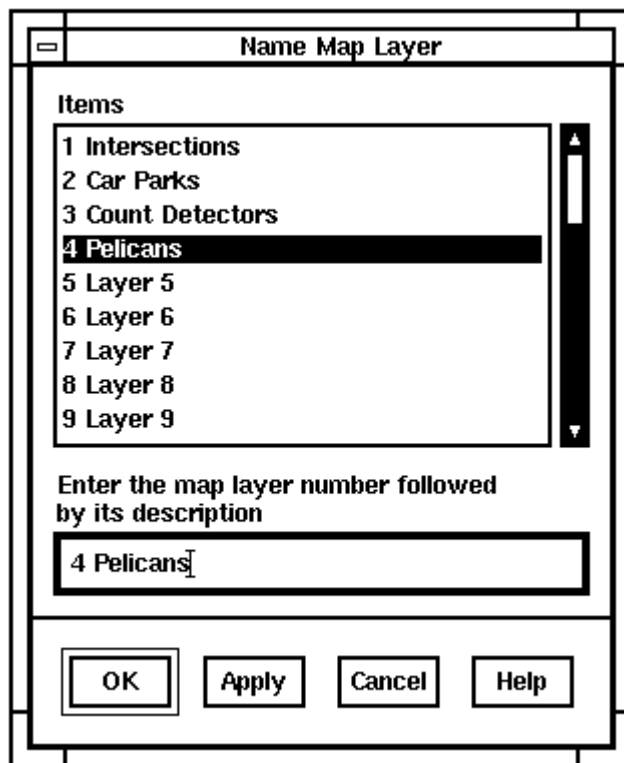 Name Map Layer
Items
1 Intersections
2 Car Parks
3 Count Detectors
4 Pelicans
5 Layer 5
6 Layer 6
7 Layer 7
8 Layer 8
9 Layer 9
Enter the map layer number followed
by its description
4 Pelicans
OK Apply Cancel Help